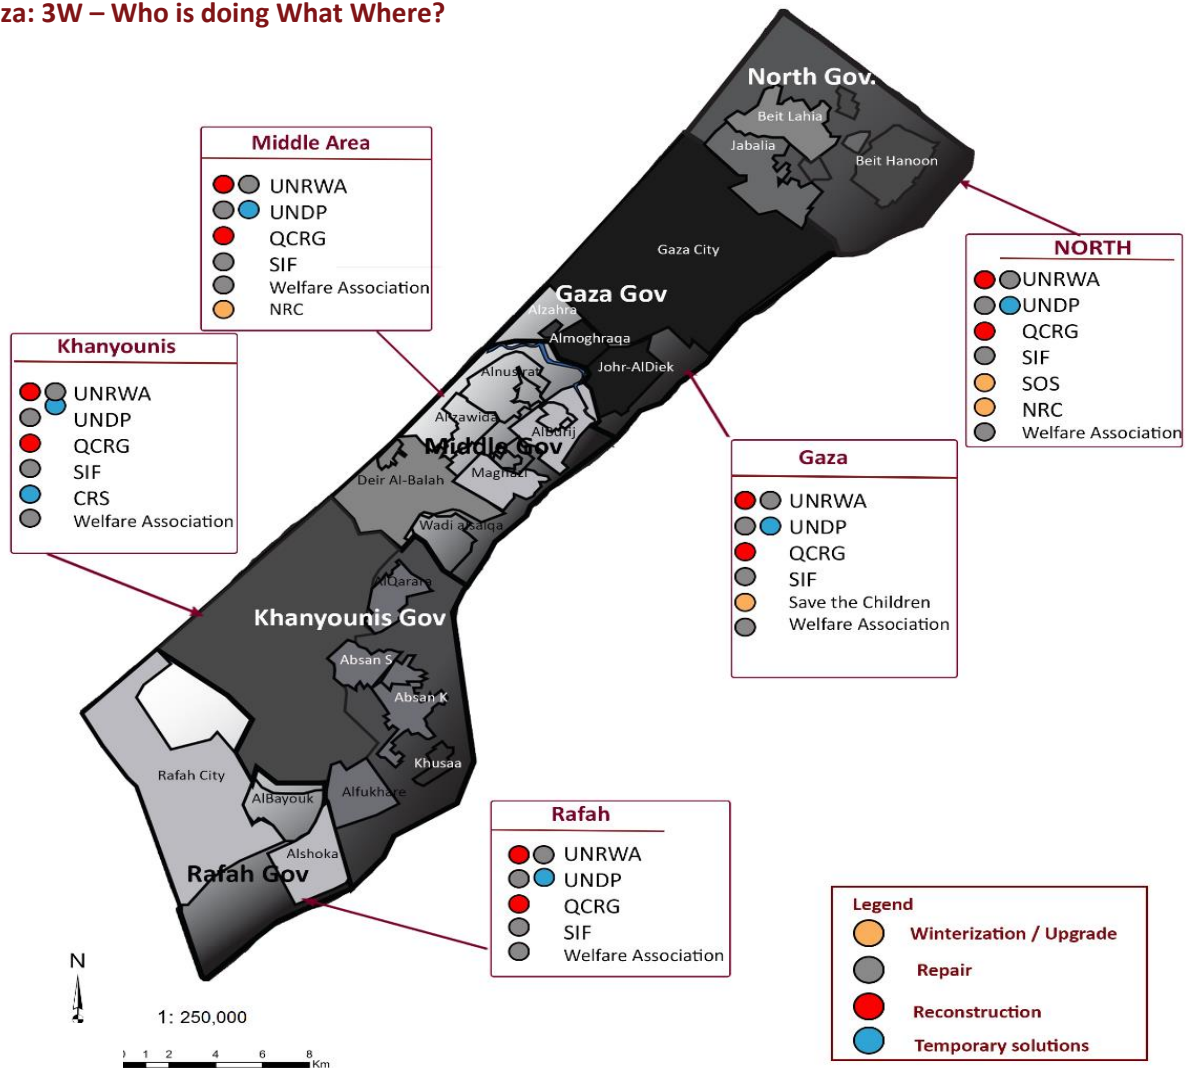 za: 3W – Who is doing What Where?
North Gov.
Beit Lahia
Jabalia
Beit Hanoon
Gaza City
Gaza Gov
Alzahra
Almoghraqa
Johr-AlDiek
Alnusirat
Alzawida
AlBurij
Middle Gov
Maghazi
Deir Al-Balah
Wadi alsalqa
AlQarara
Khanyounis Gov
Absan S
Absan K
Khusaa
Rafah City
AlBayouk
Alfukhare
Alshoka
Rafah Gov
Middle Area
UNRWA
UNDP
QCRG
SIF
Welfare Association
NRC
Khanyounis
UNRWA
UNDP
QCRG
SIF
CRS
Welfare Association
NORTH
UNRWA
UNDP
QCRG
SIF
SOS
NRC
Welfare Association
Gaza
UNRWA
UNDP
QCRG
SIF
Save the Children
Welfare Association
Rafah
UNRWA
UNDP
QCRG
SIF
Welfare Association
Legend
Winterization / Upgrade
Repair
Reconstruction
Temporary solutions
N
1: 250,000
1 2 4 6 8
Km